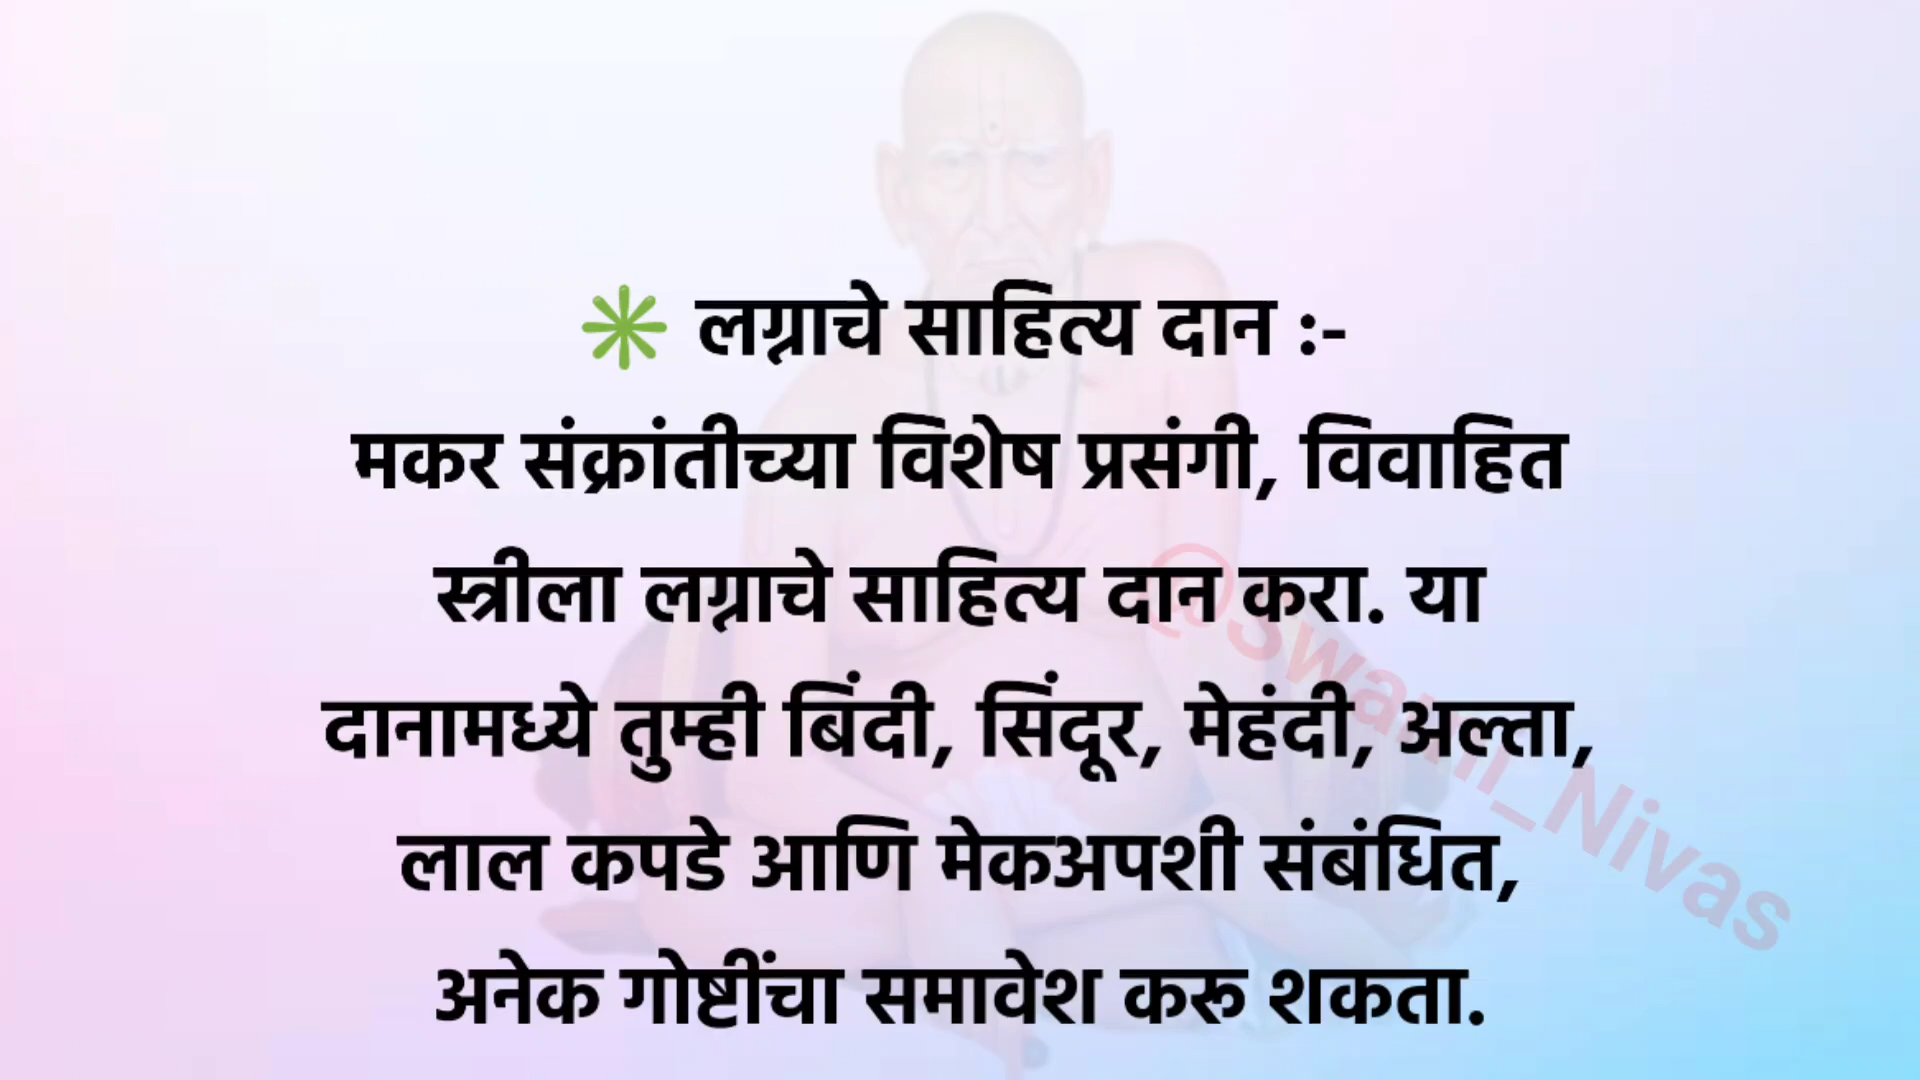 ✳️ लग्नाचे साहित्य दान :-
मकर संक्रांतीच्या विशेष प्रसंगी, विवाहित
स्त्रीला लग्नाचे साहित्य दान करा. या
दानामध्ये तुम्ही बिंदी, सिंदूर, मेहंदी, अल्ता,
लाल कपडे आणि मेकअपशी संबंधित,
अनेक गोष्टींचा समावेश करू शकता.
@Swami_Nivas